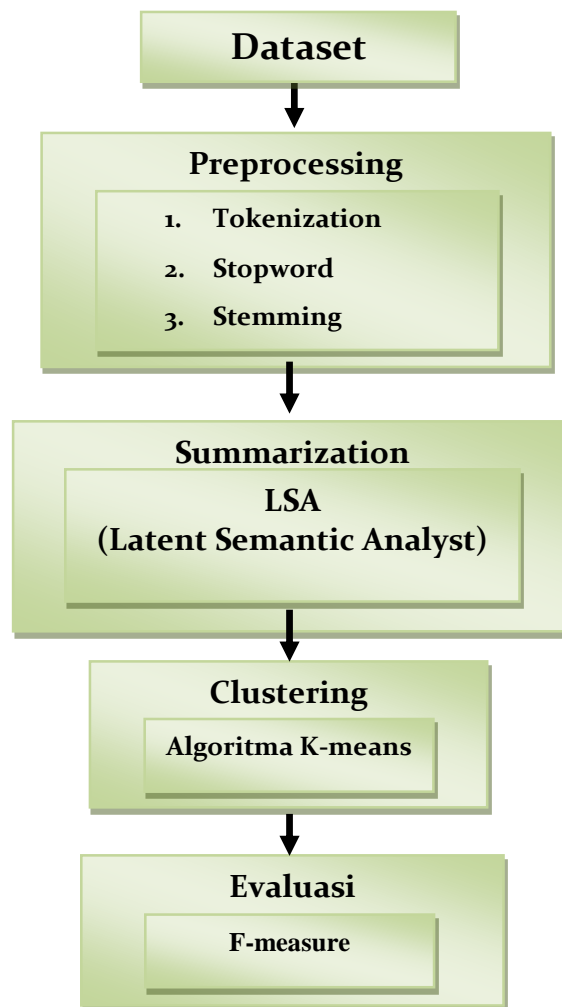 Dataset
Preprocessing
1. Tokenization
2. Stopword
3. Stemming
Summarization
LSA
(Latent Semantic Analyst)
Clustering
Algoritma K-means
Evaluasi
F-measure